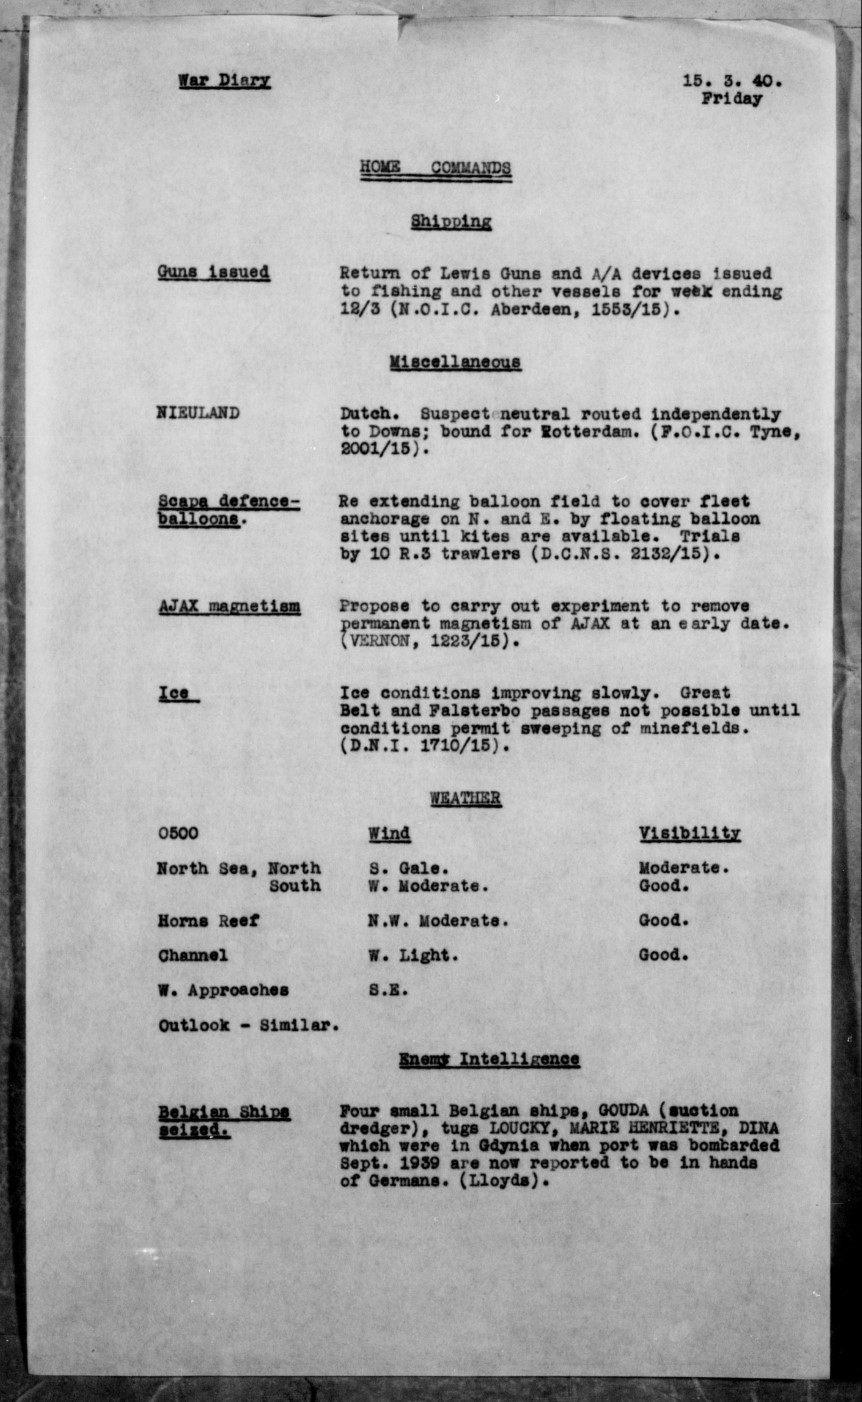 War Diary 15. 3. 40.
Friday
HOME COMMANDS
Shipping
Guns issued Return of Lewis Guns and A/A devices issued
to fishing and other vessels for week ending
12/3 (N.O.I.C. Aberdeen, 1553/15).
Miscellaneous
NIEULAND Dutch. Suspect neutral routed independently
to Downs; bound for Rotterdam. (F.O.I.C. Tyne,
2001/15).
Scapa defence- Re extending balloon field to cover fleet
balloons. anchorage on N. and E. by floating balloon
sites until kites are available. Trials
by 10 R.3 trawlers (D.C.N.S. 2132/15).
AJAX magnetism Propose to carry out experiment to remove
permanent magnetism of AJAX at an early date.
(VERNON, 1223/15).
Ice Ice conditions improving slowly. Great
Belt and Falsterbo passages not possible until
conditions permit sweeping of minefields.
(D.N.I. 1710/15).
WEATHER
0500 Wind Visibility
North Sea, North S. Gale. Moderate.
South W. Moderate. Good.
Horns Reef N.W. Moderate. Good.
Channel W. Light. Good.
W. Approaches S.E.
Outlook - Similar.
Enemy Intelligence
Belgian Ships Four small Belgian ships, GOUDA (suction
seized. dredger), tugs LOUCKY, MARIE HENRIETTE, DINA
which were in Gdynia when port was bombarded
Sept. 1939 are now reported to be in hands
of Germans. (Lloyds).